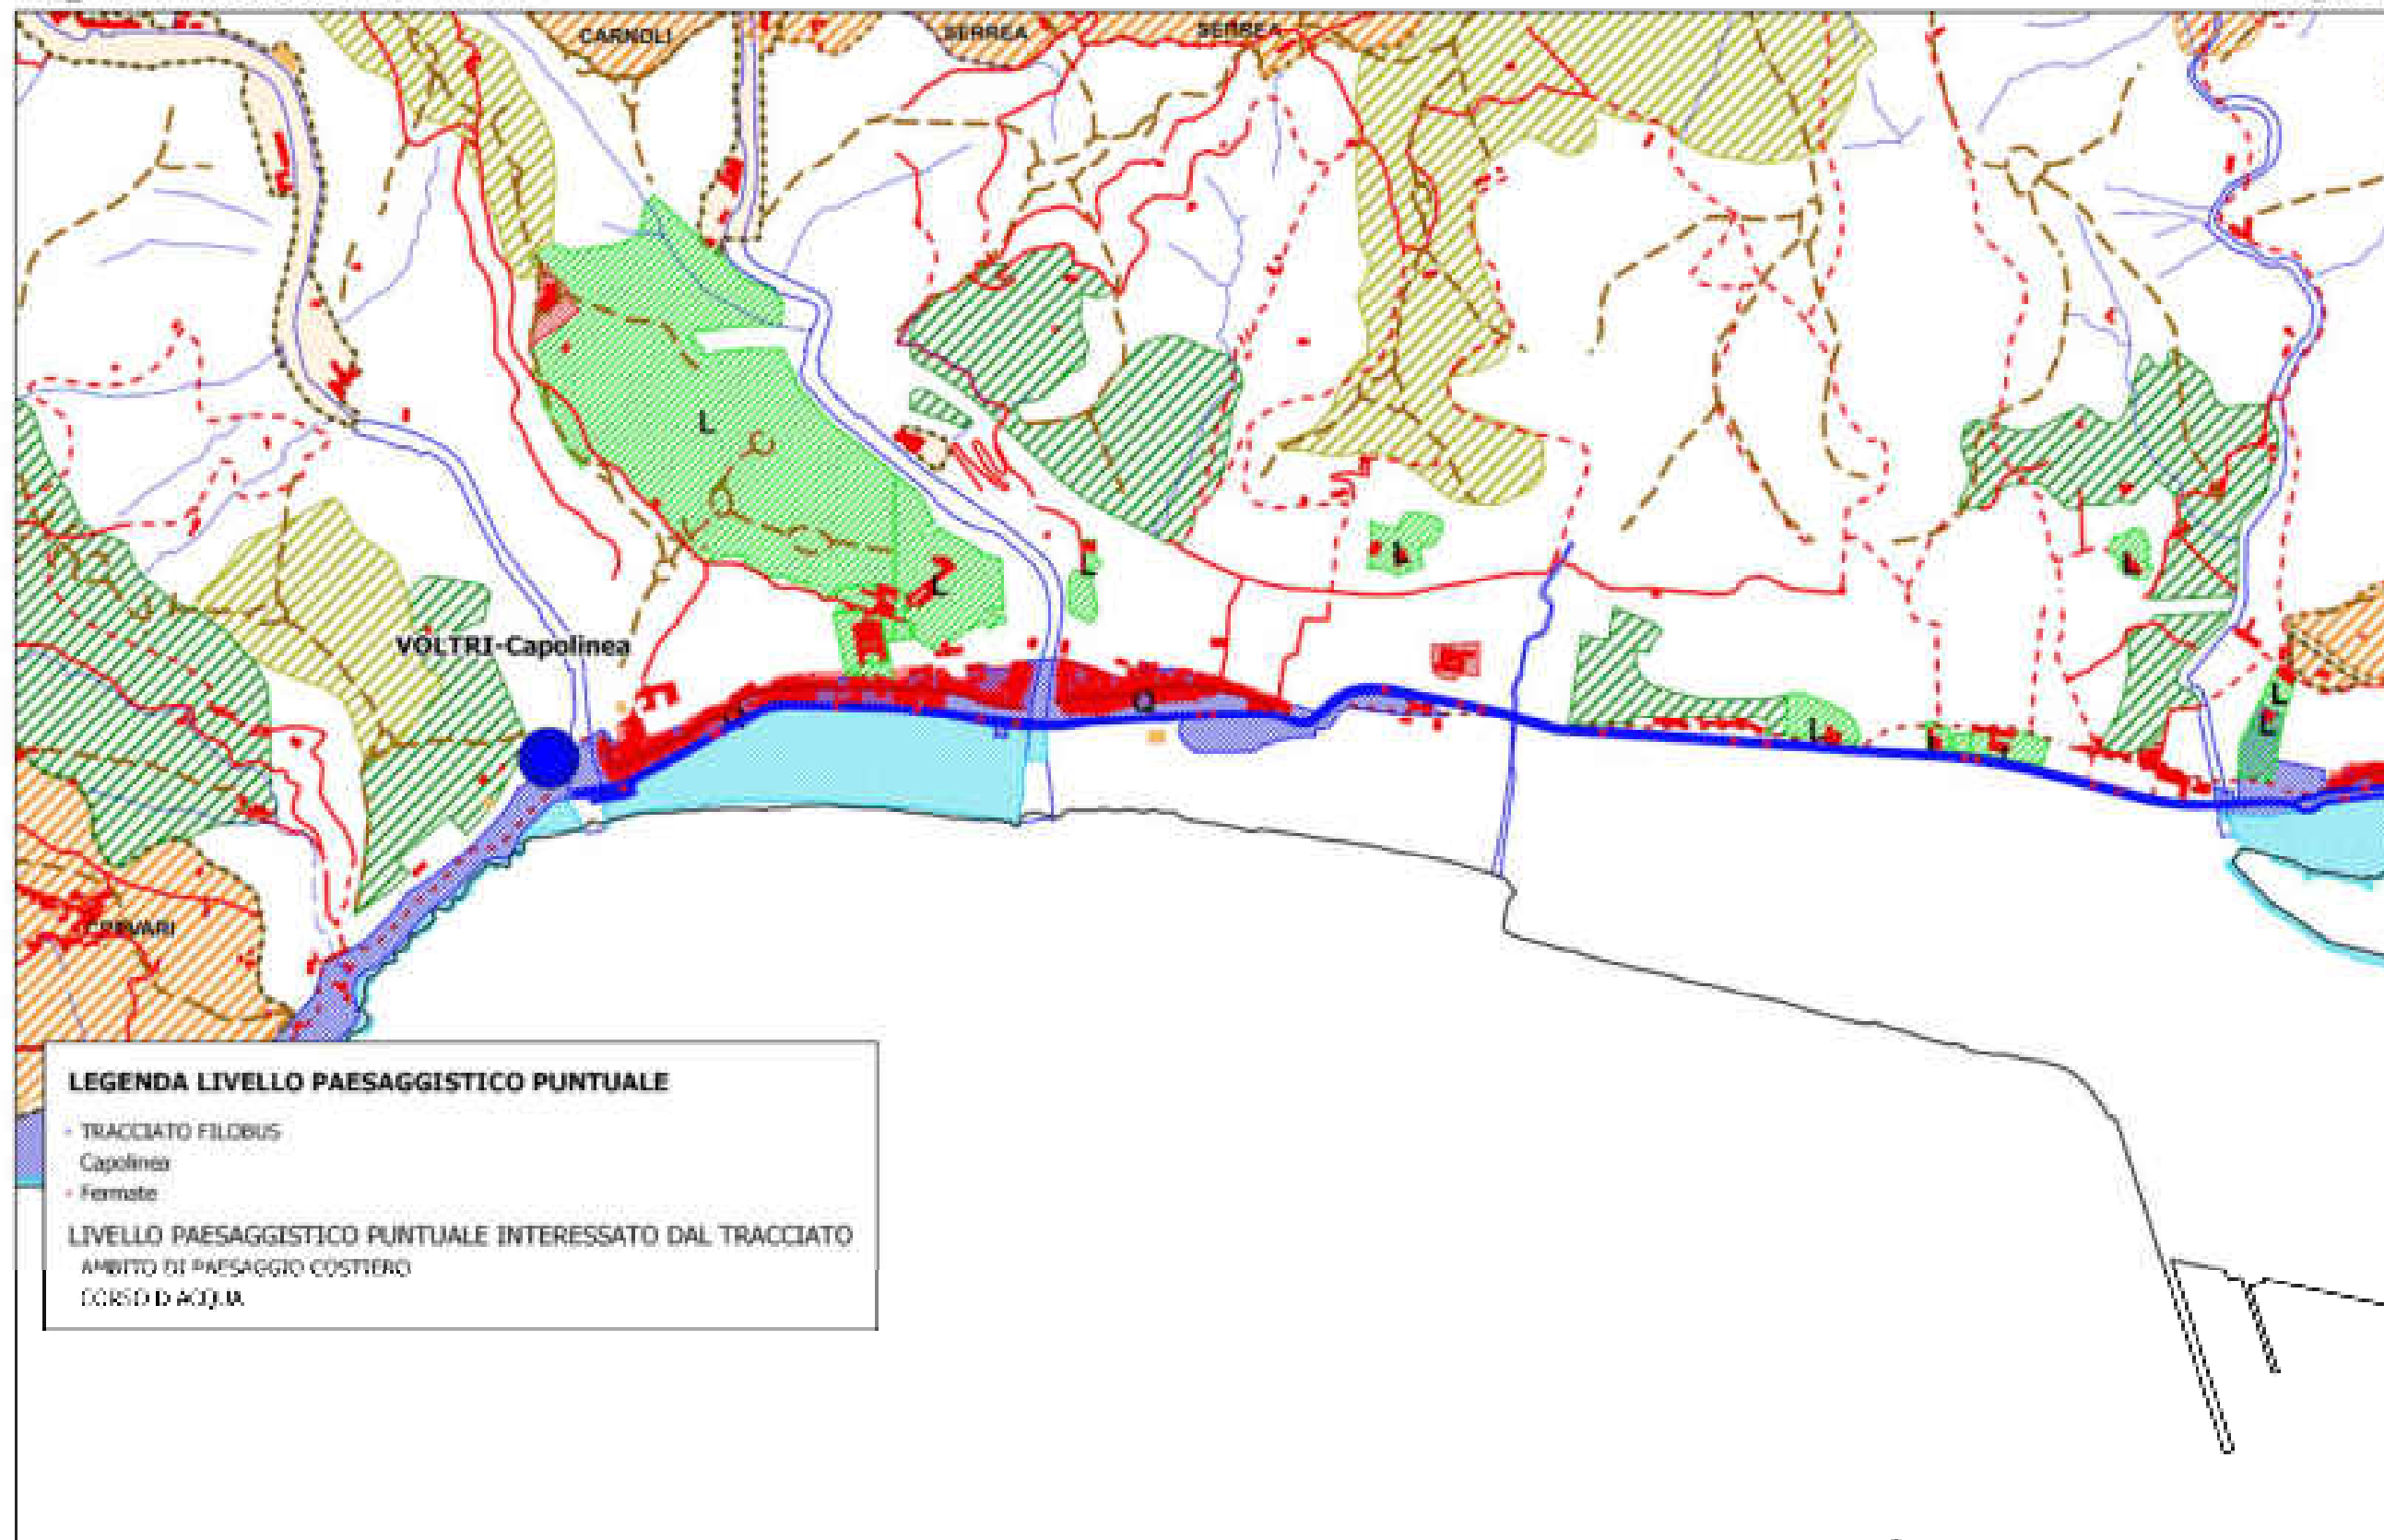 CARNOLI
SERREA
SERREA
L
L
L
L
L
VOLTRI-Capolinea
L
L
Q
L
L
L
CREVARI
LEGENDA LIVELLO PAESAGGISTICO PUNTUALE
TRACCIATO FILOBUS
Capolinea
Fermate
LIVELLO PAESAGGISTICO PUNTUALE INTERESSATO DAL TRACCIATO
AMBITO DI PAESAGGIO COSTIERO
CORSO D ACQUA